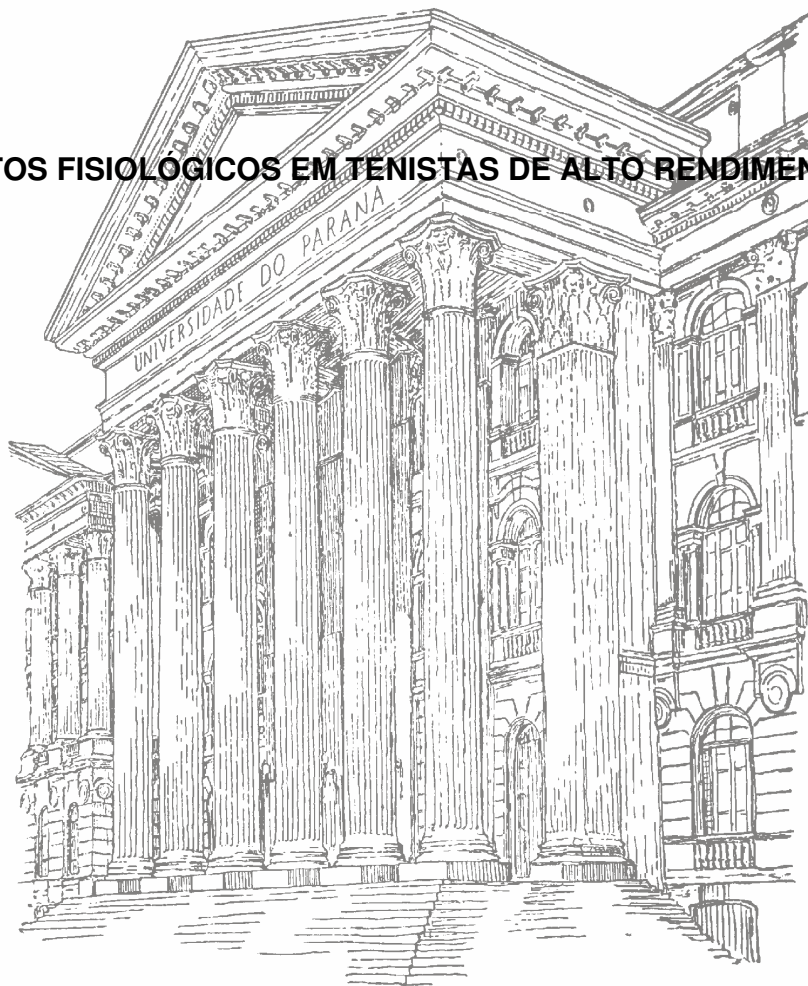 TOS FISIOLÓGICOS EM TENISTAS DE ALTO RENDIMEN
UNIVERSIDADE DO PARANÁ